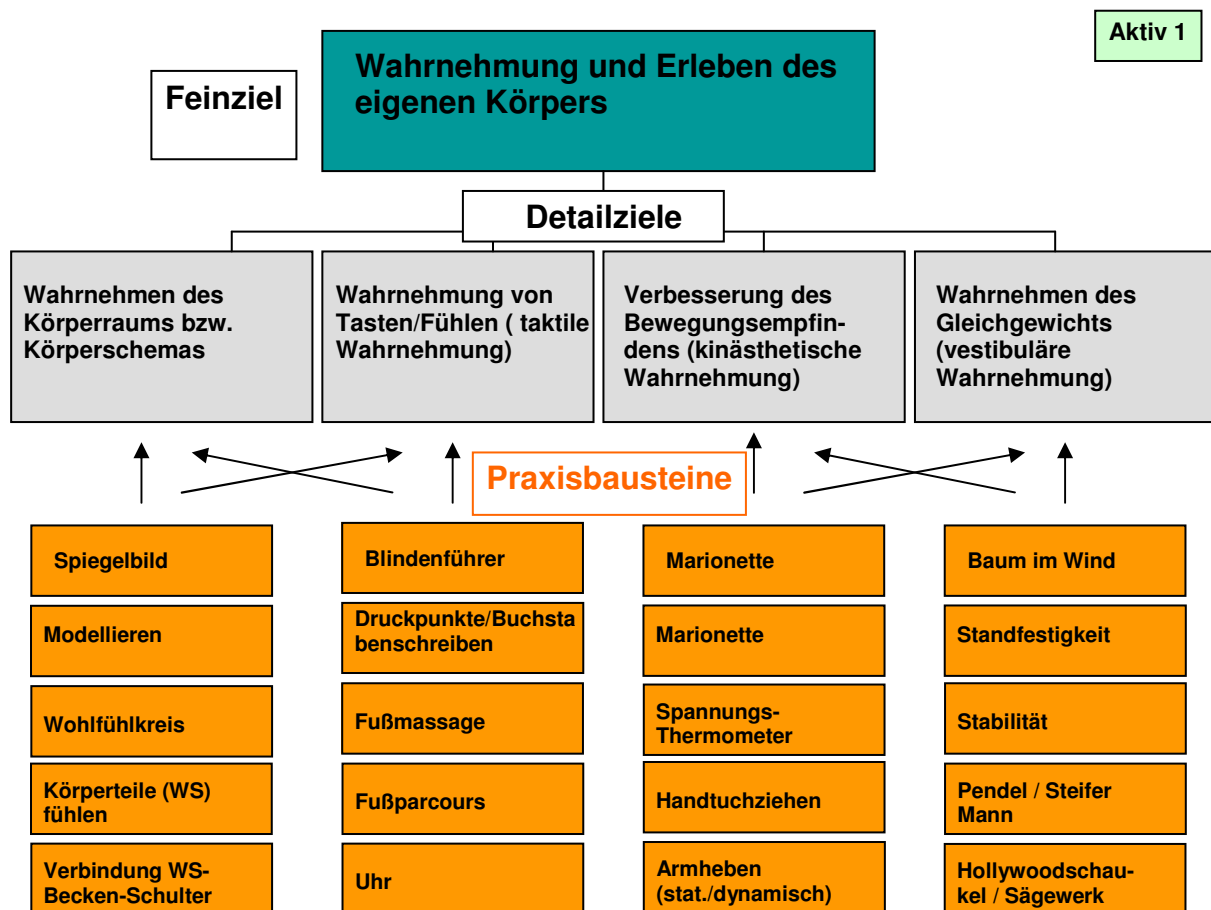 Aktiv 1
Wahrnehmung und Erleben des
eigenen Körpers
Feinziel
Detailziele
Wahrnehmen des
Körperraums bzw.
Körperschemas
Wahrnehmung von
Tasten/Fühlen ( taktile
Wahrnehmung)
Verbesserung des
Bewegungsempfin-
dens (kinästhetische
Wahrnehmung)
Wahrnehmen des
Gleichgewichts
(vestibuläre
Wahrnehmung)
Praxisbausteine
Spiegelbild
Modellieren
Wohlfühlkreis
Körperteile (WS)
fühlen
Verbindung WS-
Becken-Schulter
Blindenführer
Druckpunkte/Buchsta
benschreiben
Fußmassage
Fußparcours
Uhr
Marionette
Marionette
Spannungs-
Thermometer
Handtuchziehen
Armheben
(stat./dynamisch)
Baum im Wind
Standfestigkeit
Stabilität
Pendel / Steifer
Mann
Hollywoodschau-
kel / Sägewerk